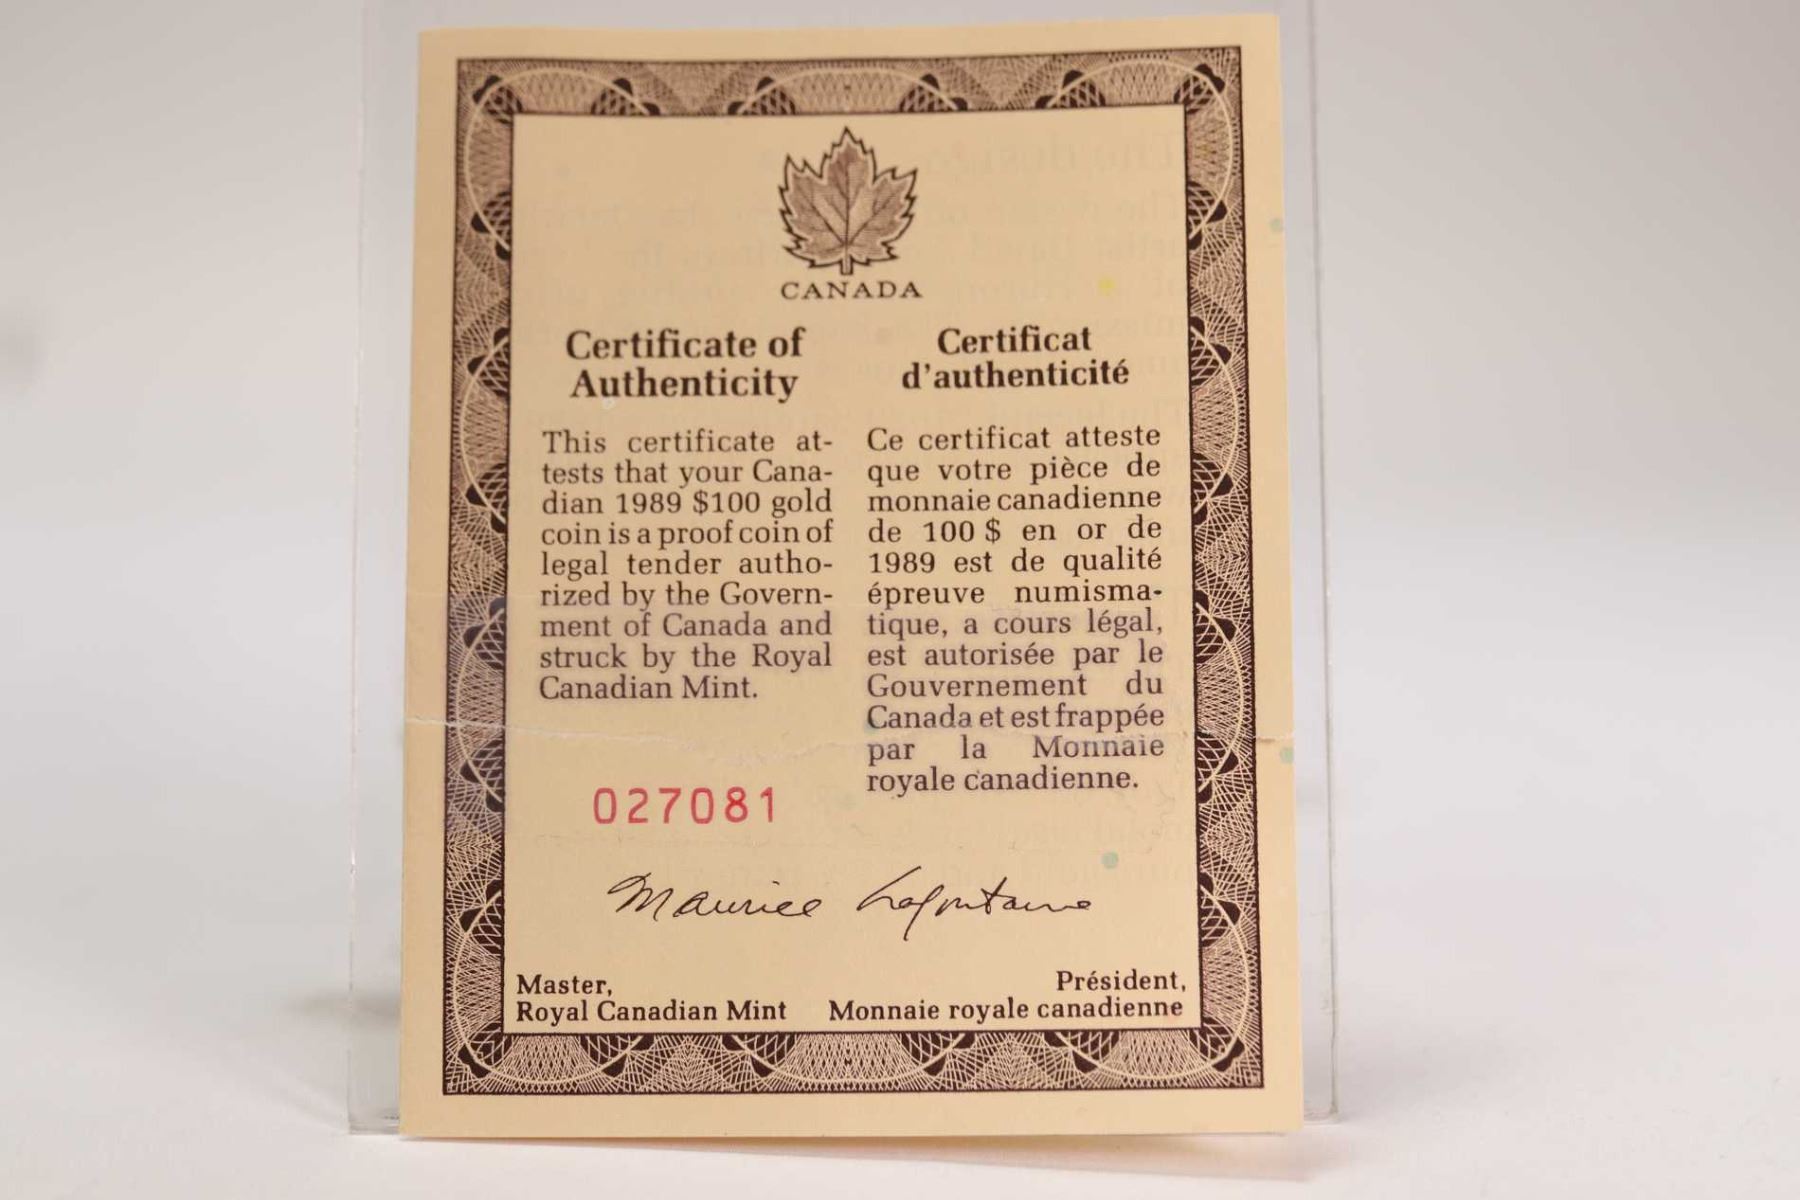 CANADA
Certificate of
Authenticity
This certificate at-
tests that your Cana-
dian 1989 $100 gold
coin is a proof coin of
legal tender autho-
rized by the Govern-
ment of Canada and
struck by the Royal
Canadian Mint.
Certificat
d'authenticité
Ce certificat atteste
que votre pièce de
monnaie canadienne
de 100 $ en or de
1989 est de qualité
épreuve numisma-
tique, a cours légal,
est autorisée par le
Gouvernement du
Canada et est frappée
par la Monnaie
royale canadienne.
027081
Maurice Lafontaine
Master,
Royal Canadian Mint
Président,
Monnaie royale canadienne